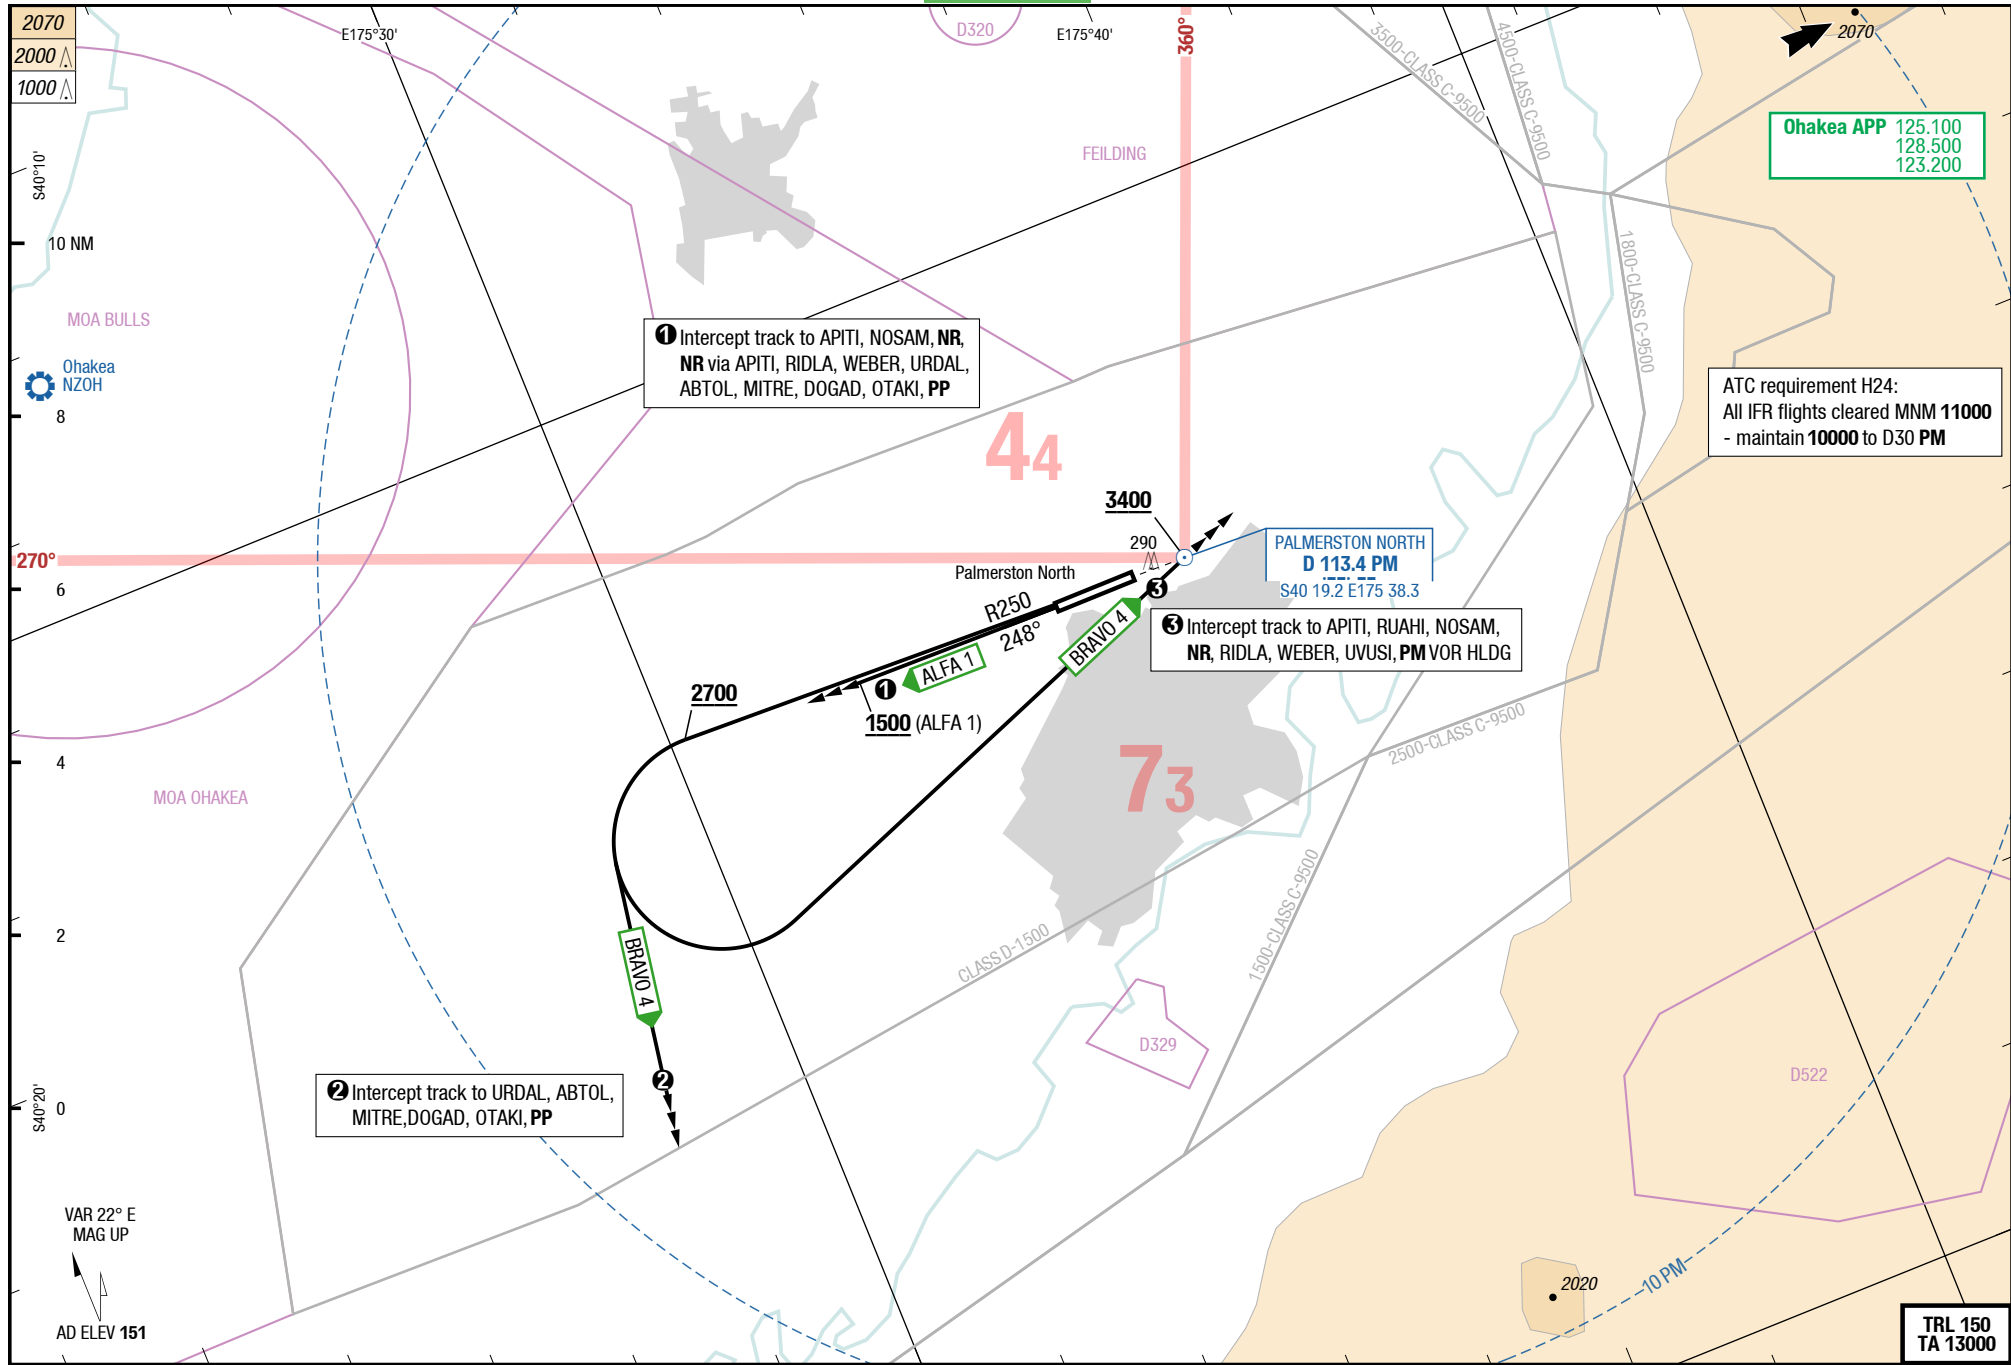 2070
2000
1000
E175°30'
D320
E175°40'
360°
3500-CLASS C-9500
4500-CLASS C-9500
2070
Ohakea APP 125.100
128.500
123.200
S40°10'
FEILDING
10 NM
1800-CLASS C-9500
MOA BULLS
Ohakea
NZOH
❶ Intercept track to APITI, NOSAM, NR,
NR via APITI, RIDLA, WEBER, URDAL,
ABTOL, MITRE, DOGAD, OTAKI, PP
ATC requirement H24:
All IFR flights cleared MNM 11000
- maintain 10000 to D30 PM
8
44
3400
290
270°
6
Palmerston North
PALMERSTON NORTH
D 113.4 PM
S40 19.2 E175 38.3
❸
R250
248°
BRAVO 4
❸ Intercept track to APITI, RUAHI, NOSAM,
NR, RIDLA, WEBER, UVUSI, PM VOR HLDG
ALFA 1
❶
2700
1500 (ALFA 1)
2500-CLASS C-9500
73
4
MOA OHAKEA
1500-CLASS C-9500
2
BRAVO 4
CLASS D-1500
D329
D522
❷
S40°20'
0
❷ Intercept track to URDAL, ABTOL,
MITRE,DOGAD, OTAKI, PP
VAR 22° E
MAG UP
AD ELEV 151
10 PM
2020
TRL 150
TA 13000